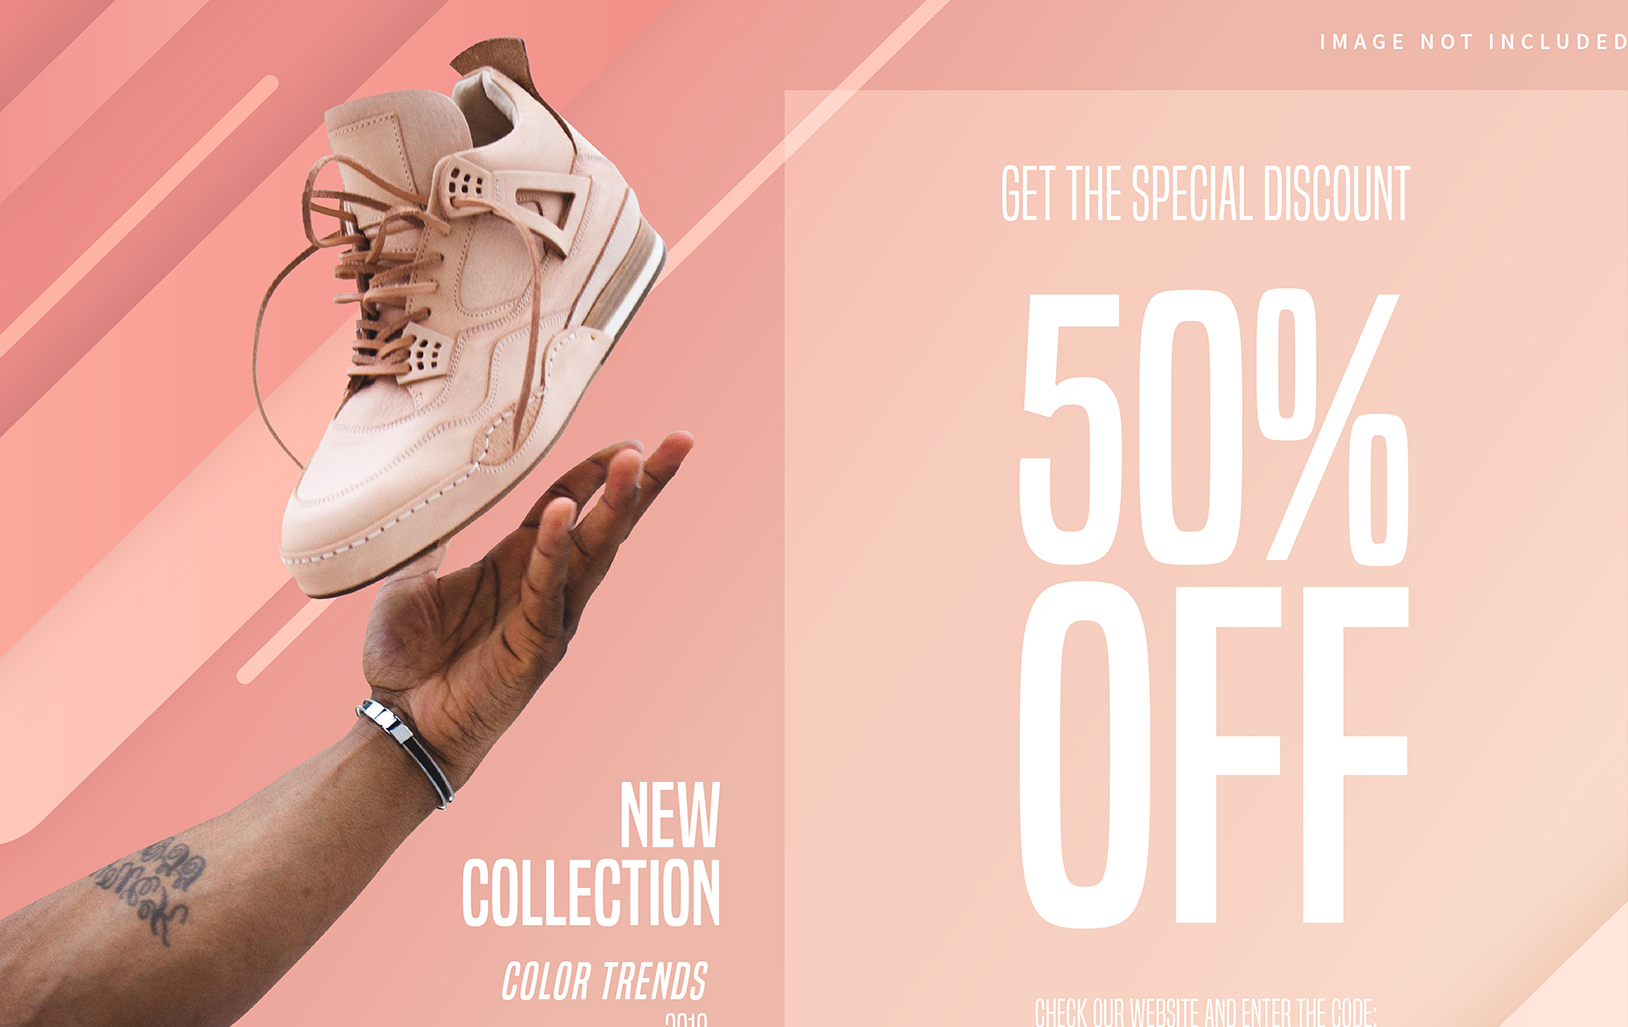 IMAGE NOT INCLUDED
GET THE SPECIAL DISCOUNT
50%
OFF
NEW
COLLECTION
COLOR TRENDS
CHECK OUR WEBSITE AND ENTER THE CODE: